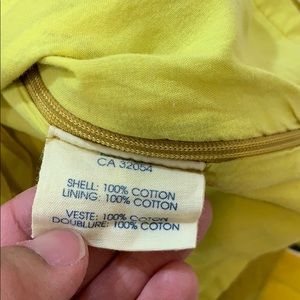 CA 32054
SHELL: 100% COTTON
LINING: 100% COTTON
VESTE: 100% COTON
DOUBLURE: 100% COTON